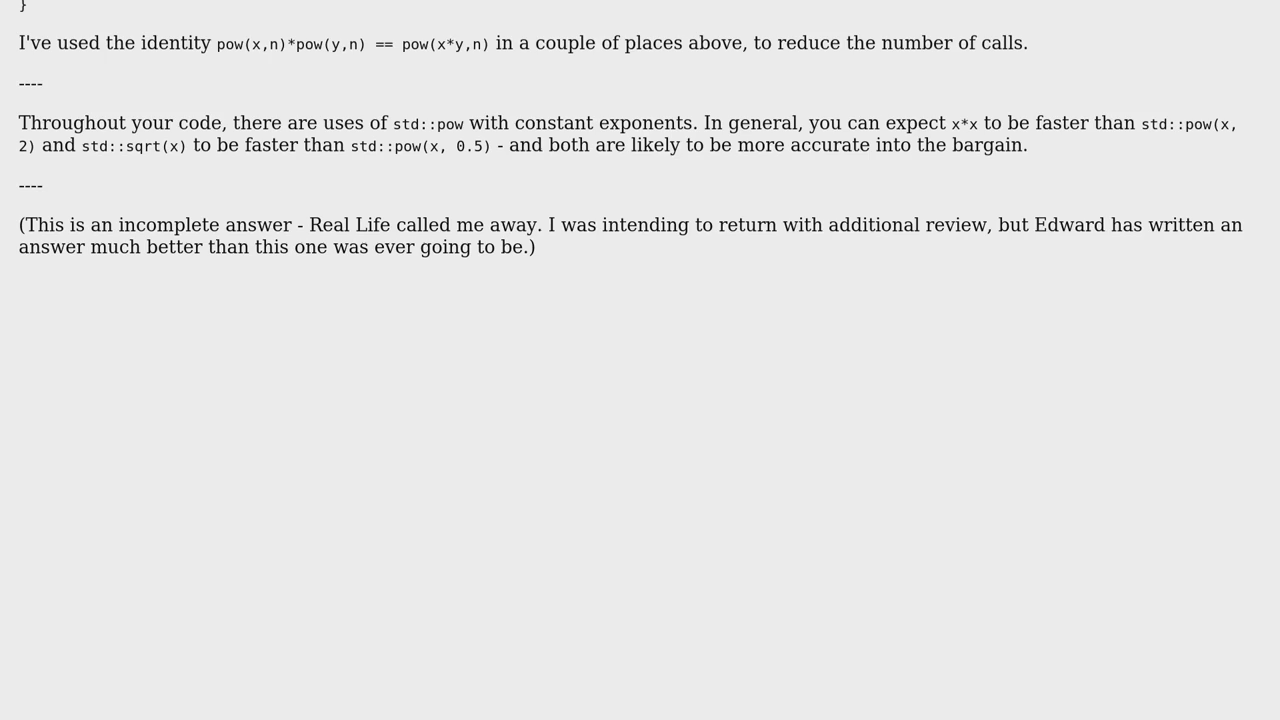 }
I've used the identity pow(x,n)*pow(y,n) == pow(x*y,n) in a couple of places above, to reduce the number of calls.
----
Throughout your code, there are uses of std::pow with constant exponents. In general, you can expect x*x to be faster than std::pow(x,
2) and std::sqrt(x) to be faster than std::pow(x, 0.5) - and both are likely to be more accurate into the bargain.
----
(This is an incomplete answer - Real Life called me away. I was intending to return with additional review, but Edward has written an
answer much better than this one was ever going to be.)